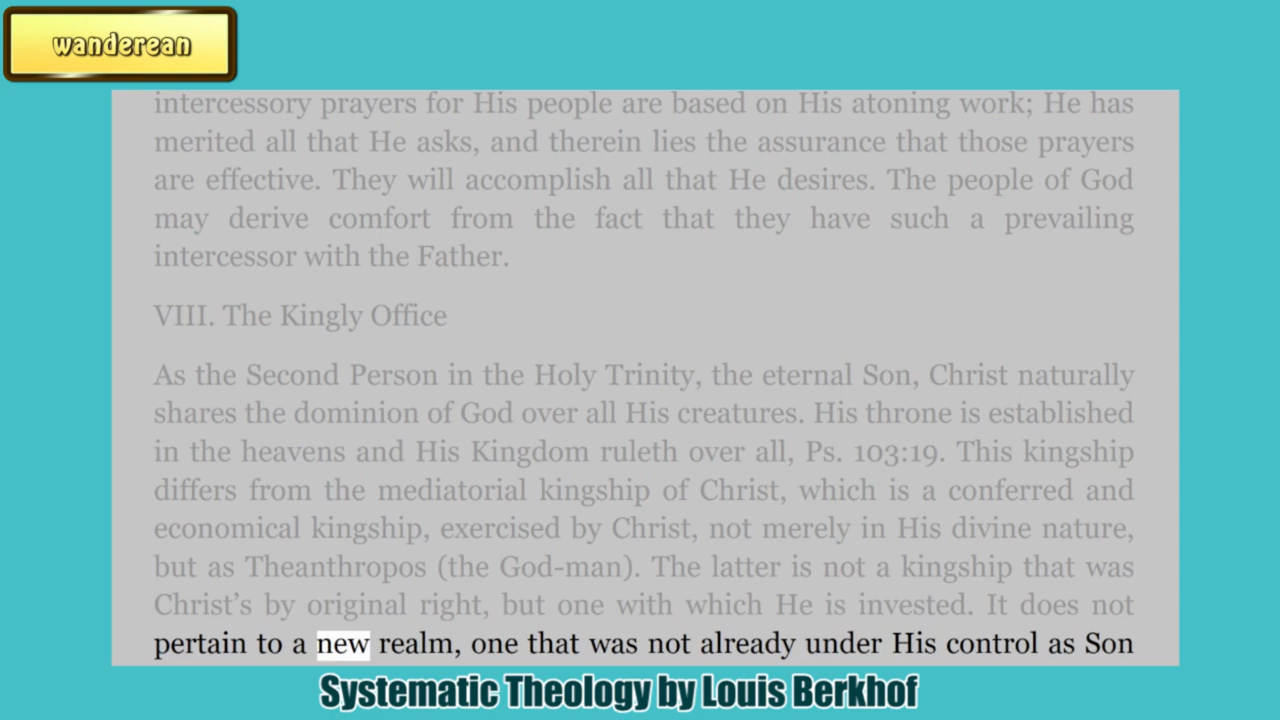 wanderean
intercessory prayers for His people are based on His atoning work; He has
merited all that He asks, and therein lies the assurance that those prayers
are effective. They will accomplish all that He desires. The people of God
may derive comfort from the fact that they have such a prevailing
intercessor with the Father.
VIII. The Kingly Office
As the Second Person in the Holy Trinity, the eternal Son, Christ naturally
shares the dominion of God over all His creatures. His throne is established
in the heavens and His Kingdom ruleth over all, Ps. 103:19. This kingship
differs from the mediatorial kingship of Christ, which is a conferred and
economical kingship, exercised by Christ, not merely in His divine nature,
but as Theanthropos (the God-man). The latter is not a kingship that was
Christ’s by original right, but one with which He is invested. It does not
pertain to a new realm, one that was not already under His control as Son
Systematic Theology by Louis Berkhof